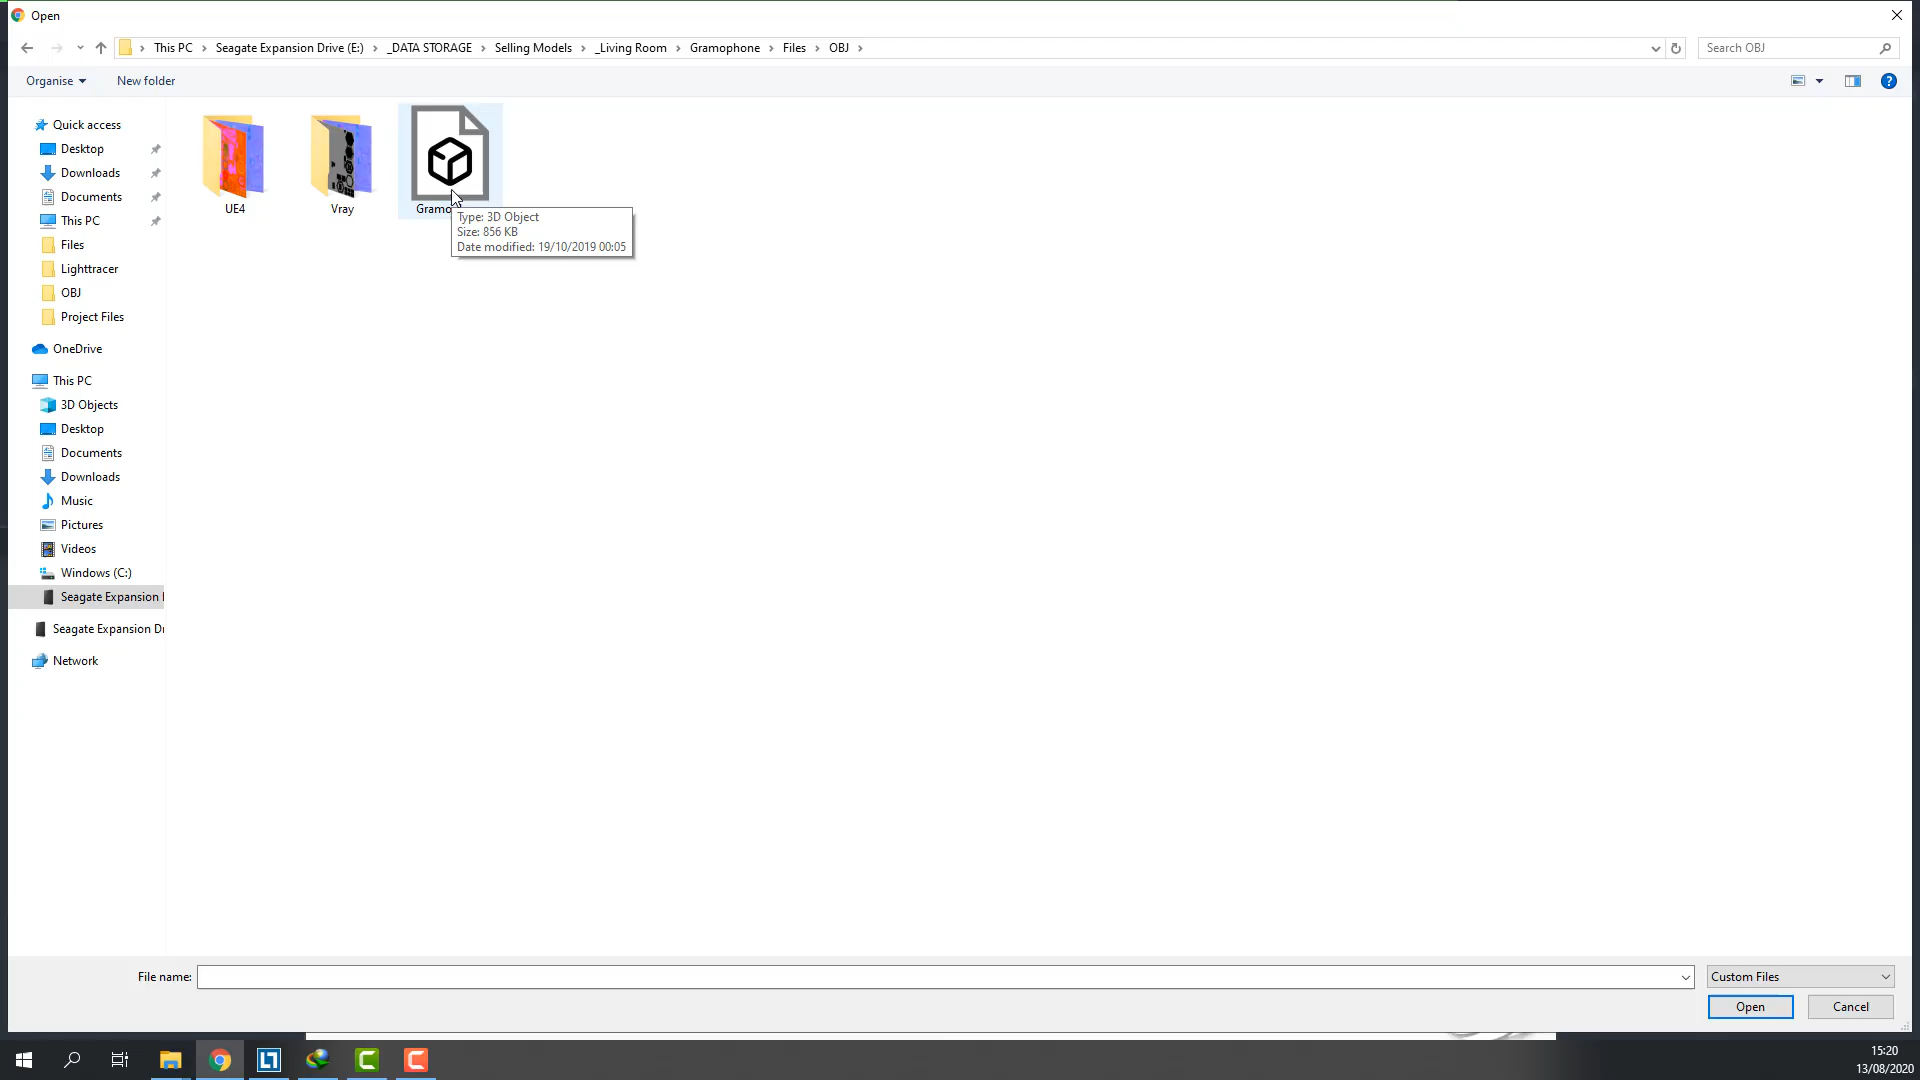 Open
This PC > Seagate Expansion Drive (E:) > _DATA STORAGE > Selling Models > _Living Room > Gramophone > Files > OBJ >
Search OBJ
Organise
New folder
Quick access
Desktop
Downloads
Documents
This PC
Files
Lighttracer
OBJ
Project Files
OneDrive
This PC
3D Objects
Desktop
Documents
Downloads
Music
Pictures
Videos
Windows (C:)
Seagate Expansion
Seagate Expansion Dr
Network
UE4
Vray
Gramo
Type: 3D Object
Size: 856 KB
Date modified: 19/10/2019 00:05
File name:
Custom Files
Open
Cancel
15:20
13/08/2020